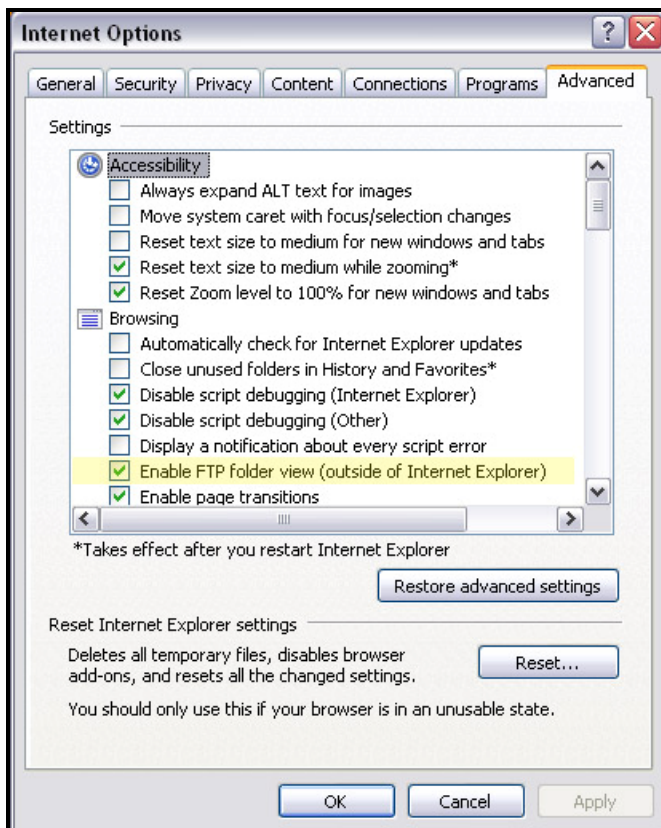 Internet Options
General Security Privacy Content Connections Programs Advanced
Settings
Accessibility
Always expand ALT text for images
Move system caret with focus/selection changes
Reset text size to medium for new windows and tabs
Reset text size to medium while zooming*
Reset Zoom level to 100% for new windows and tabs
Browsing
Automatically check for Internet Explorer updates
Close unused folders in History and Favorites*
Disable script debugging (Internet Explorer)
Disable script debugging (Other)
Display a notification about every script error
Enable FTP folder view (outside of Internet Explorer)
Enable page transitions
*Takes effect after you restart Internet Explorer
Restore advanced settings
Reset Internet Explorer settings
Deletes all temporary files, disables browser
add-ons, and resets all the changed settings.
Reset...
You should only use this if your browser is in an unusable state.
OK Cancel Apply